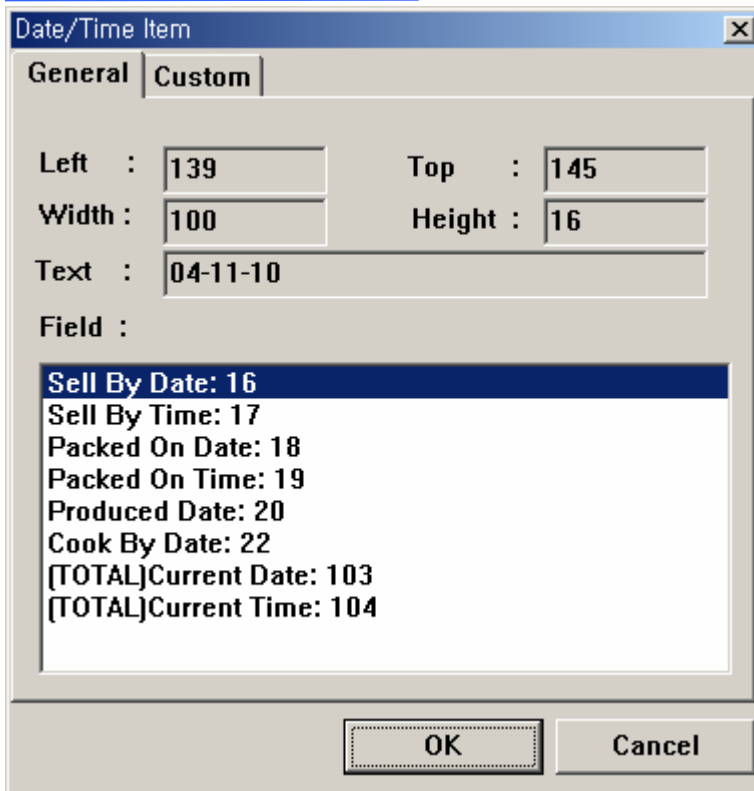 Date/Time Item
General Custom
Left : 139 Top : 145
Width : 100 Height : 16
Text : 04-11-10
Field :
Sell By Date: 16
Sell By Time: 17
Packed On Date: 18
Packed On Time: 19
Produced Date: 20
Cook By Date: 22
(TOTAL)Current Date: 103
(TOTAL)Current Time: 104
OK Cancel